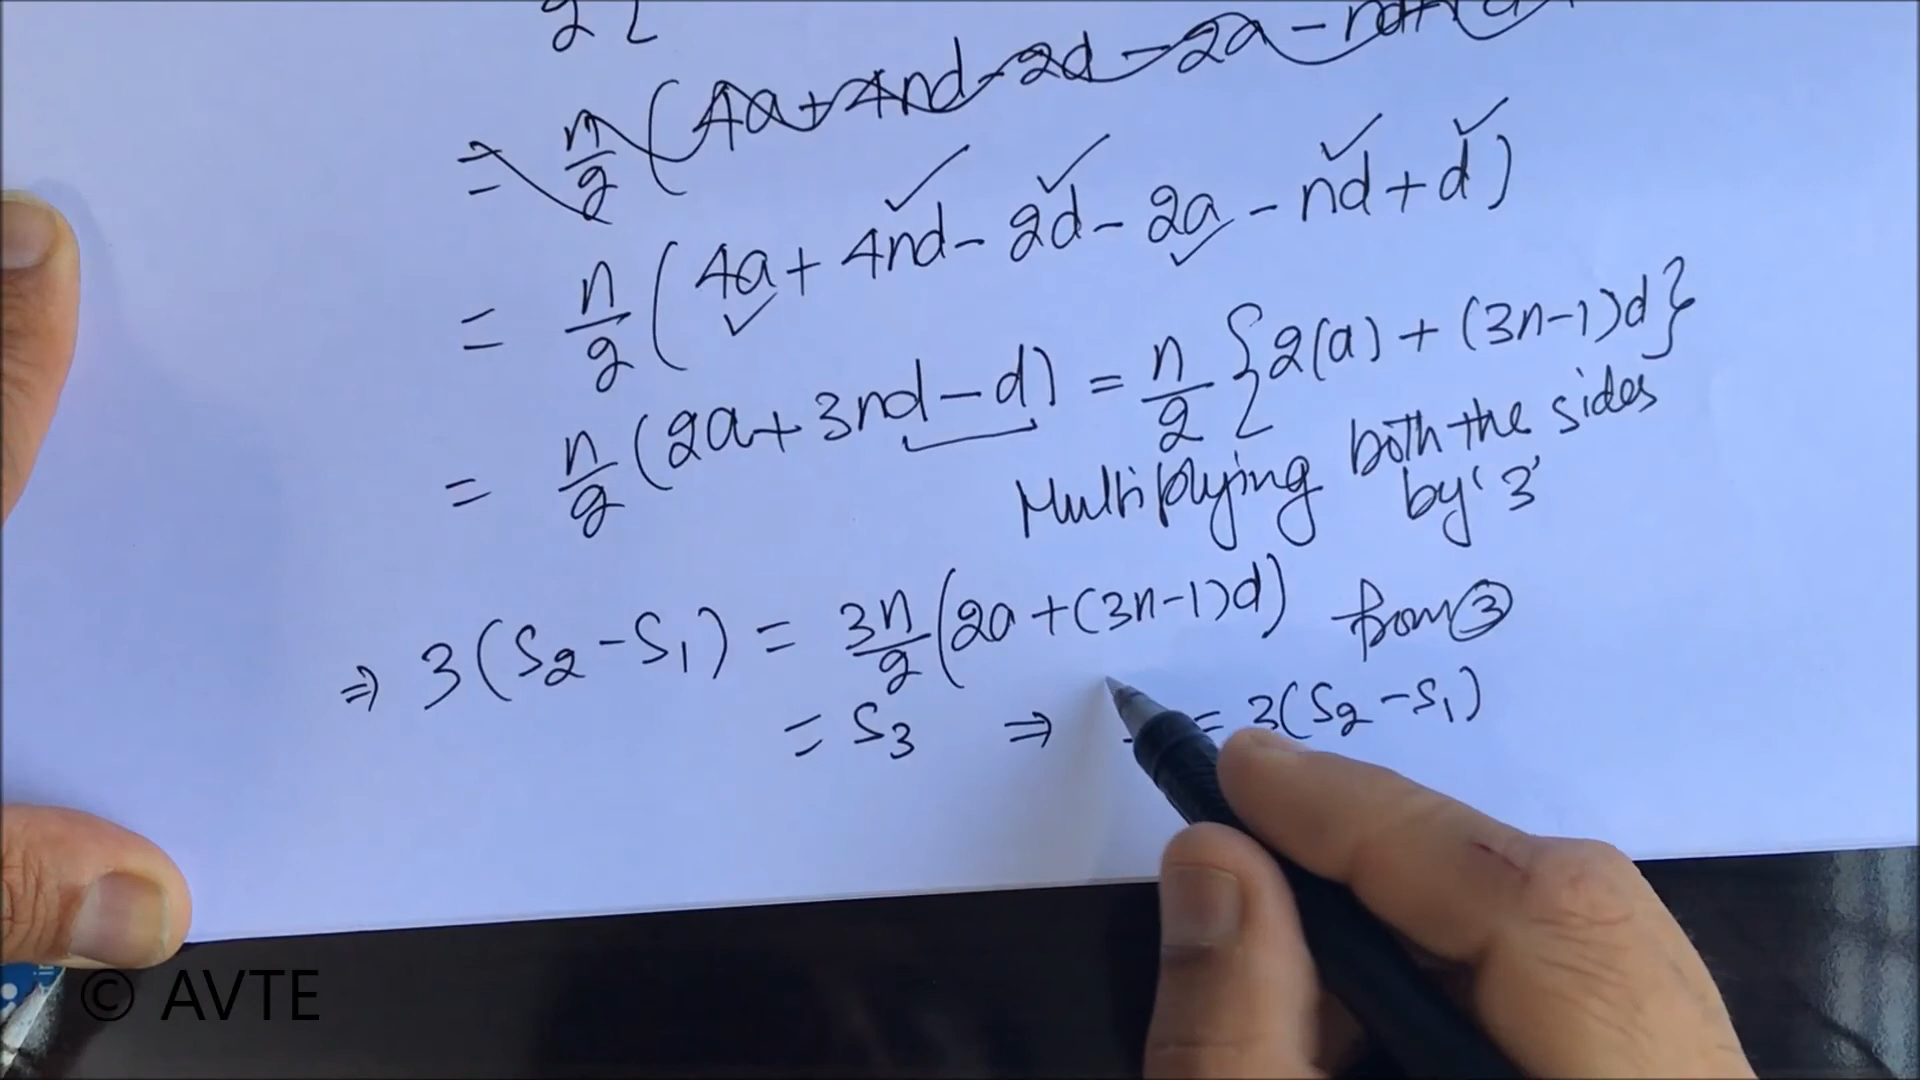 2{
= n/2 (4a + 4nd - 2d - 2a - nd +
= n/2 (4a + 4nd - 2d - 2a - nd + d)
= n/2 (2a + 3nd - d) = n/2 {2(a) + (3n-1)d}
Multiplying both the sides
by '3'
⇒ 3(S₂ - S₁) = 3n/2 (2a + (3n-1)d) from ③
= S₃ ⇒ = 3(S₂ - S₁)
© AVTE